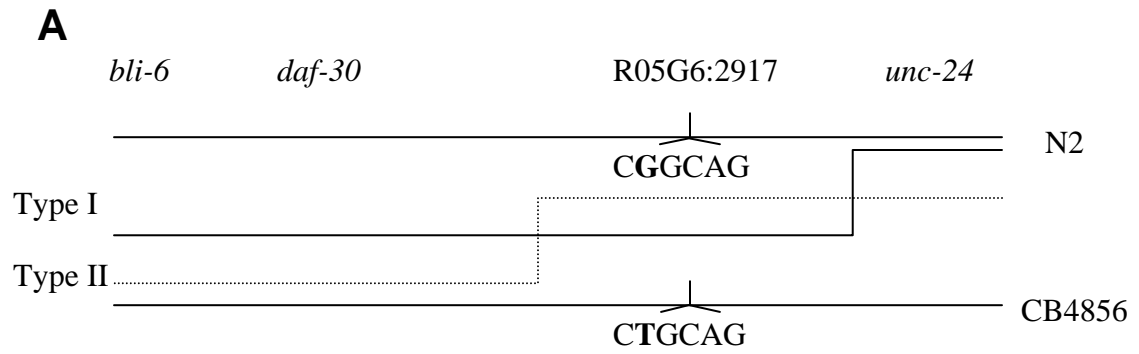 A
bli-6 daf-30 R05G6:2917 unc-24
N2
CGGCAG
Type I
Type II
CB4856
CTGCAG